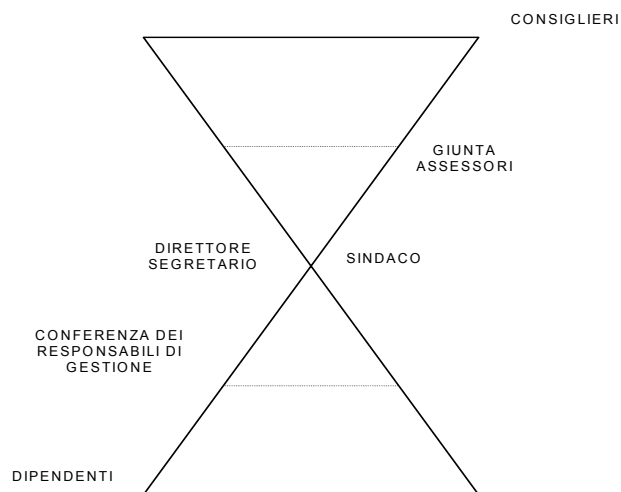 CONSIGLIERI
GIUNTA
ASSESSORI
DIRETTORE
SEGRETARIO
SINDACO
CONFERENZA DEI
RESPONSABILI DI
GESTIONE
DIPENDENTI